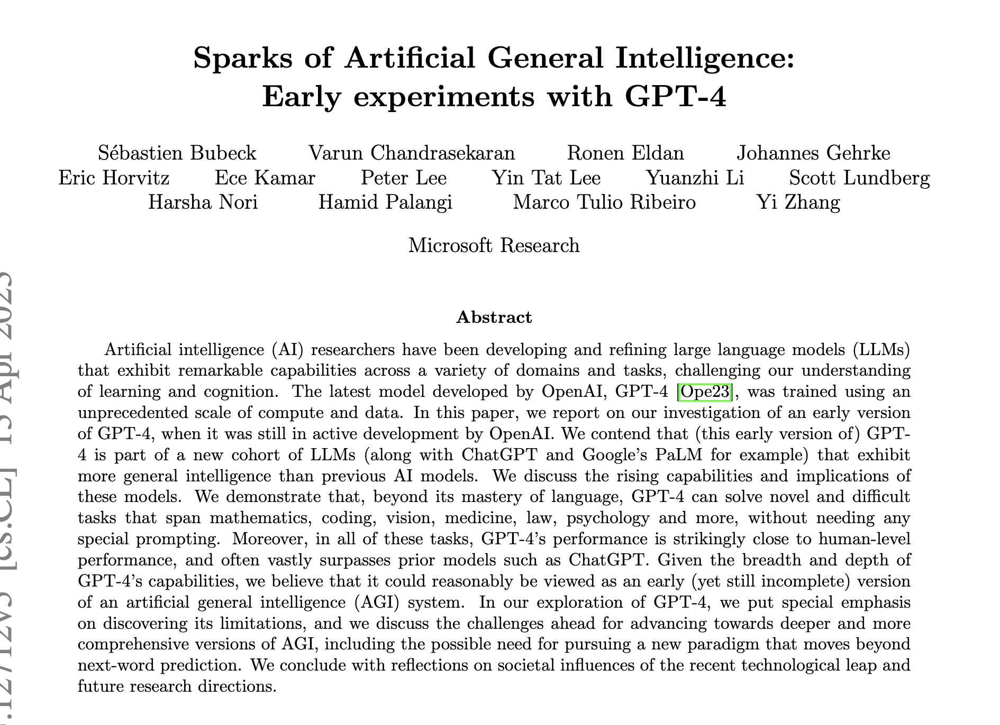 Sparks of Artificial General Intelligence:
Early experiments with GPT-4
Sébastien Bubeck Varun Chandrasekaran Ronen Eldan Johannes Gehrke
Eric Horvitz Ece Kamar Peter Lee Yin Tat Lee Yuanzhi Li Scott Lundberg
Harsha Nori Hamid Palangi Marco Tulio Ribeiro Yi Zhang
Microsoft Research
Abstract
Artificial intelligence (AI) researchers have been developing and refining large language models (LLMs)
that exhibit remarkable capabilities across a variety of domains and tasks, challenging our understanding
of learning and cognition. The latest model developed by OpenAI, GPT-4 [Ope23], was trained using an
unprecedented scale of compute and data. In this paper, we report on our investigation of an early version
of GPT-4, when it was still in active development by OpenAI. We contend that (this early version of) GPT-
4 is part of a new cohort of LLMs (along with ChatGPT and Google's PaLM for example) that exhibit
more general intelligence than previous AI models. We discuss the rising capabilities and implications of
these models. We demonstrate that, beyond its mastery of language, GPT-4 can solve novel and difficult
tasks that span mathematics, coding, vision, medicine, law, psychology and more, without needing any
special prompting. Moreover, in all of these tasks, GPT-4's performance is strikingly close to human-level
performance, and often vastly surpasses prior models such as ChatGPT. Given the breadth and depth of
GPT-4's capabilities, we believe that it could reasonably be viewed as an early (yet still incomplete) version
of an artificial general intelligence (AGI) system. In our exploration of GPT-4, we put special emphasis
on discovering its limitations, and we discuss the challenges ahead for advancing towards deeper and more
comprehensive versions of AGI, including the possible need for pursuing a new paradigm that moves beyond
next-word prediction. We conclude with reflections on societal influences of the recent technological leap and
future research directions.
.12712v5 [cs.CL] 13 Apr 2023